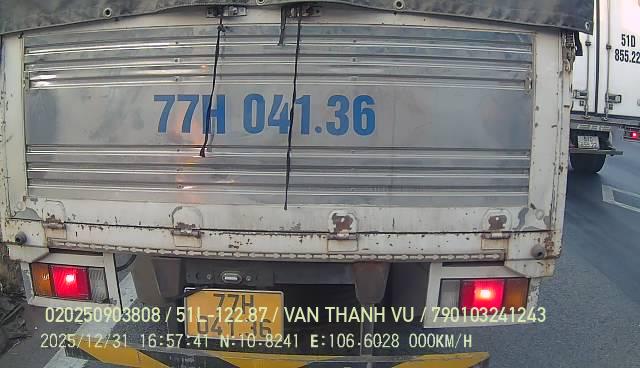 77H 041.36
51D
855.22
77H
041 36
020250903808 / 51L-122.87 / VAN THANH VU / 790103241243
2025/12/31 16:57:41 N:10.8241 E:106.6028 000KM/H